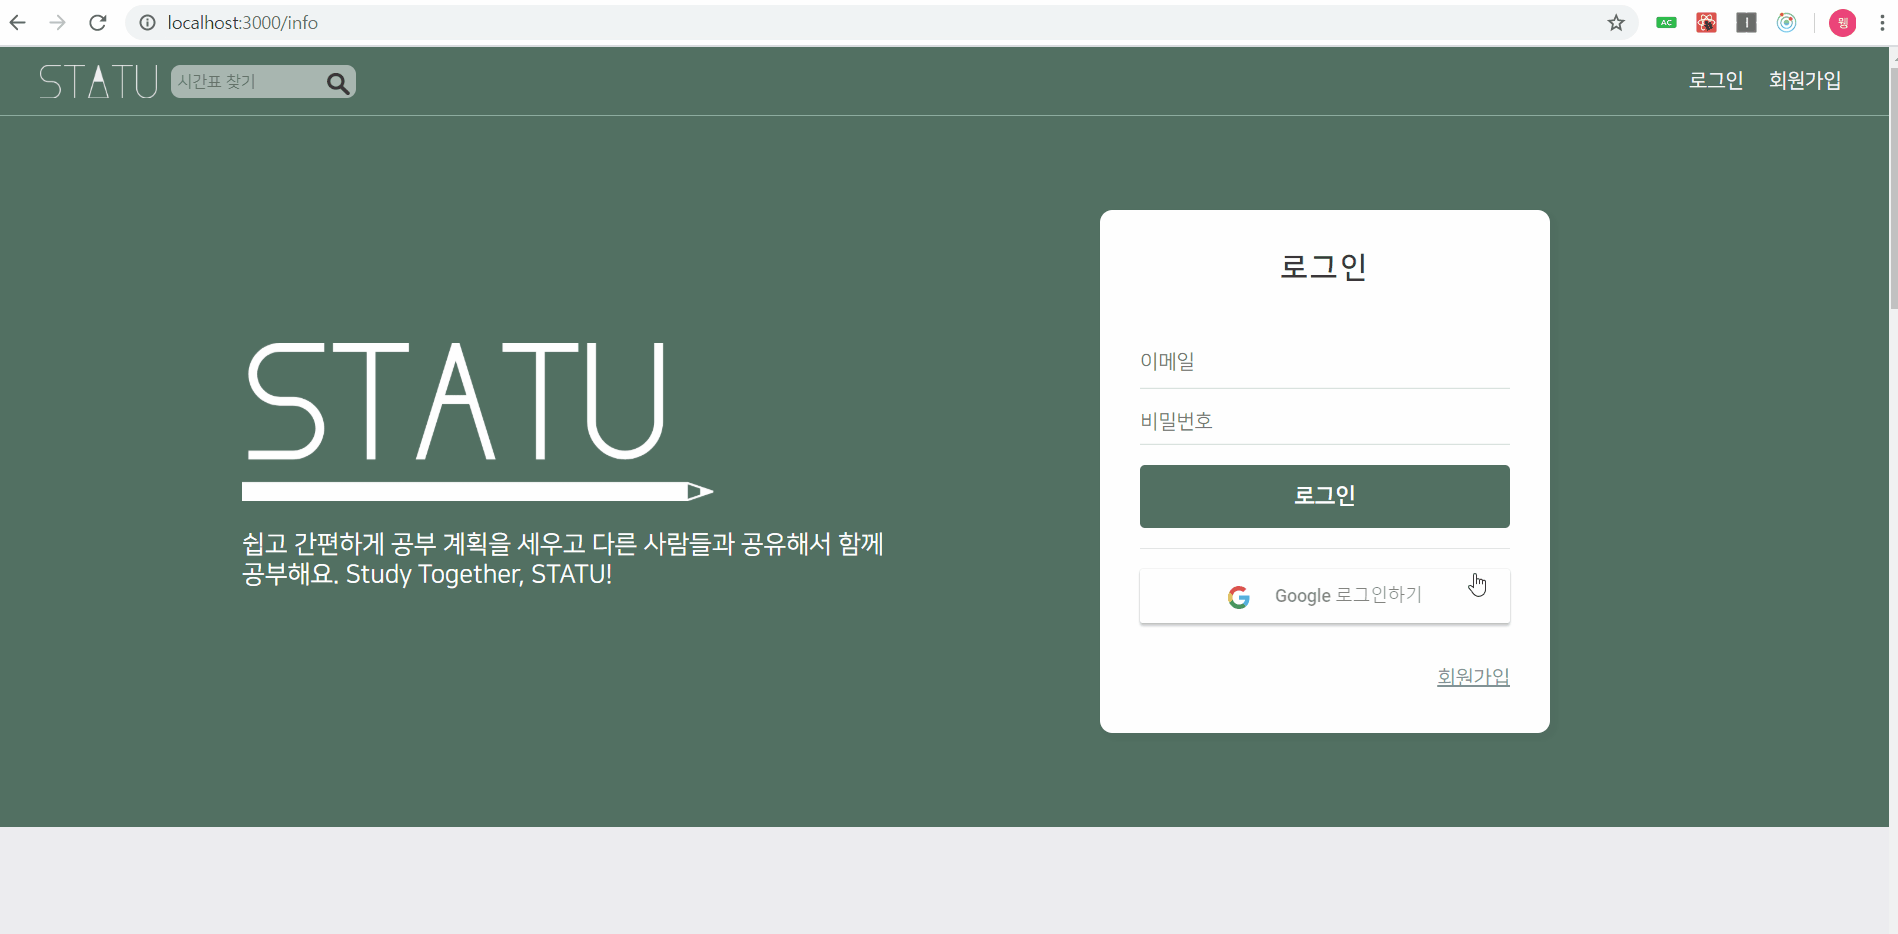 localhost:3000/info
AC
웽
STATU
시간표 찾기
로그인
회원가입
로그인
이메일
비밀번호
로그인
Google 로그인하기
회원가입
STATU
쉽고 간편하게 공부 계획을 세우고 다른 사람들과 공유해서 함께
공부해요. Study Together, STATU!